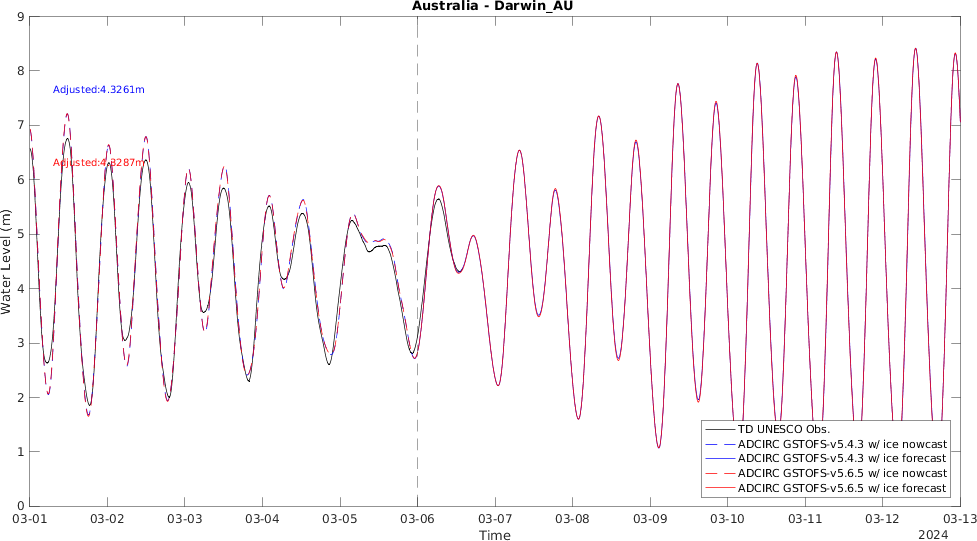 Australia - Darwin_AU
9
8
7
6
5
4
3
2
1
0
Water Level (m)
Adjusted:4.3261m
Adjusted:4.3287m
TD UNESCO Obs.
ADCIRC GSTOFS-v5.4.3 w/ ice nowcast
ADCIRC GSTOFS-v5.4.3 w/ ice forecast
ADCIRC GSTOFS-v5.6.5 w/ ice nowcast
ADCIRC GSTOFS-v5.6.5 w/ ice forecast
03-01 03-02 03-03 03-04 03-05 03-06 03-07 03-08 03-09 03-10 03-11 03-12 03-13
Time
2024